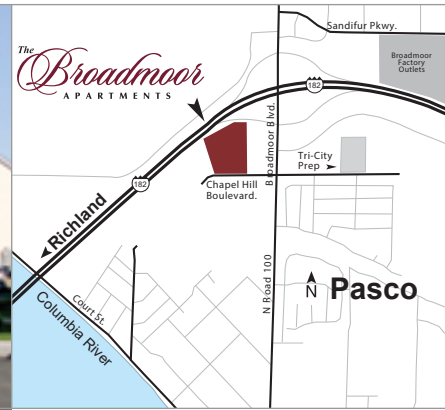 Sandifur Pkwy.
The
Broadmoor
APARTMENTS
Broadmoor
Factory
Outlets
182
Broadmoor Blvd.
Tri-City
Prep
182
Chapel Hill
Boulevard.
Richland
N Road 100
N
Pasco
Court St.
Columbia River